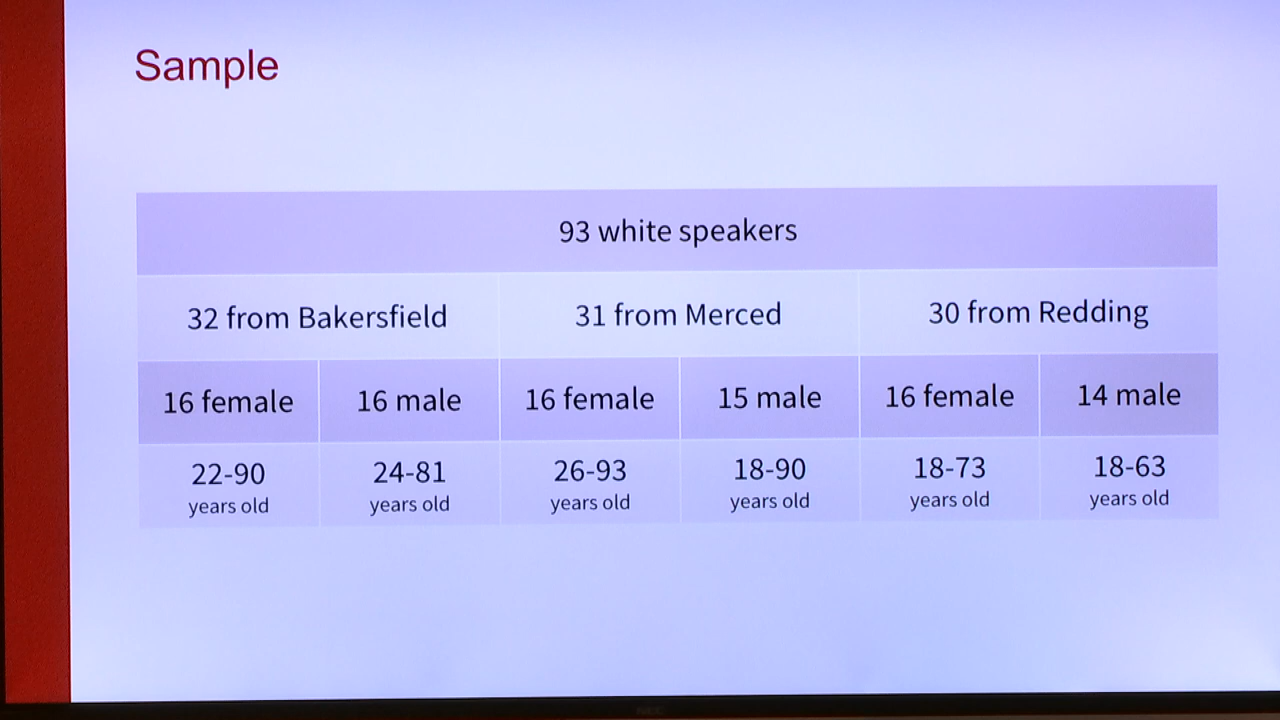 Sample
93 white speakers
32 from Bakersfield
31 from Merced
30 from Redding
16 female
16 male
16 female
15 male
16 female
14 male
22-90
years old
24-81
years old
26-93
years old
18-90
years old
18-73
years old
18-63
years old
NEC